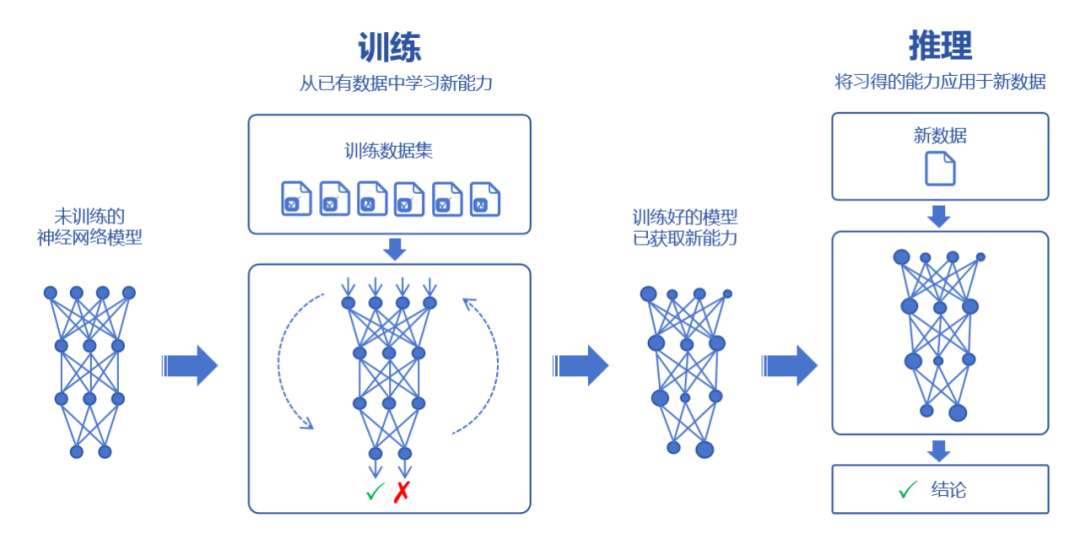 训练
从已有数据中学习新能力
训练数据集
未训练的
神经网络模型
训练好的模型
已获取新能力
推理
将习得的能力应用于新数据
新数据
结论